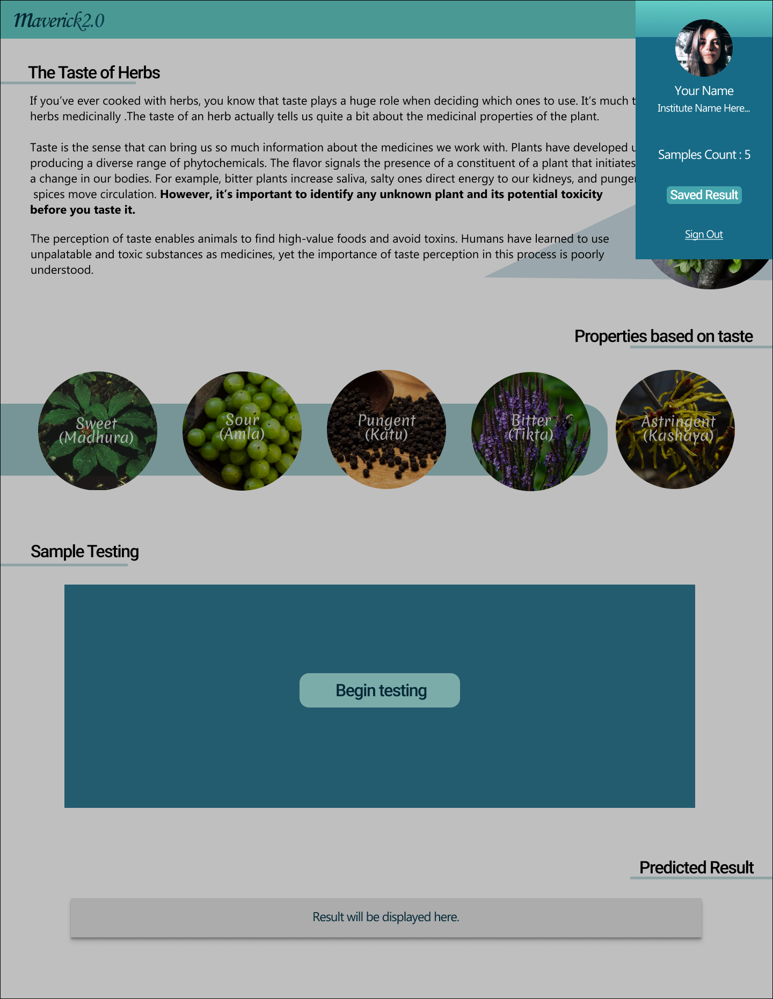 Maverick2.0
The Taste of Herbs
If you’ve ever cooked with herbs, you know that taste plays a huge role when deciding which ones to use. It’s much
herbs medicinally .The taste of an herb actually tells us quite a bit about the medicinal properties of the plant.
Taste is the sense that can bring us so much information about the medicines we work with. Plants have developed
producing a diverse range of phytochemicals. The flavor signals the presence of a constituent of a plant that initiates
a change in our bodies. For example, bitter plants increase saliva, salty ones direct energy to our kidneys, and
spices move circulation. However, it’s important to identify any unknown plant and its potential toxicity
before you taste it.
The perception of taste enables animals to find high-value foods and avoid toxins. Humans have learned to use
unpalatable and toxic substances as medicines, yet the importance of taste perception in this process is poorly
understood.
Your Name
Institute Name Here...
Samples Count : 5
Saved Result
Sign Out
Properties based on taste
Sweet
(Madhura)
Sour
(Amla)
Pungent
(Katu)
Bitter
(Tikta)
Astringent
(Kashaya)
Sample Testing
Begin testing
Predicted Result
Result will be displayed here.